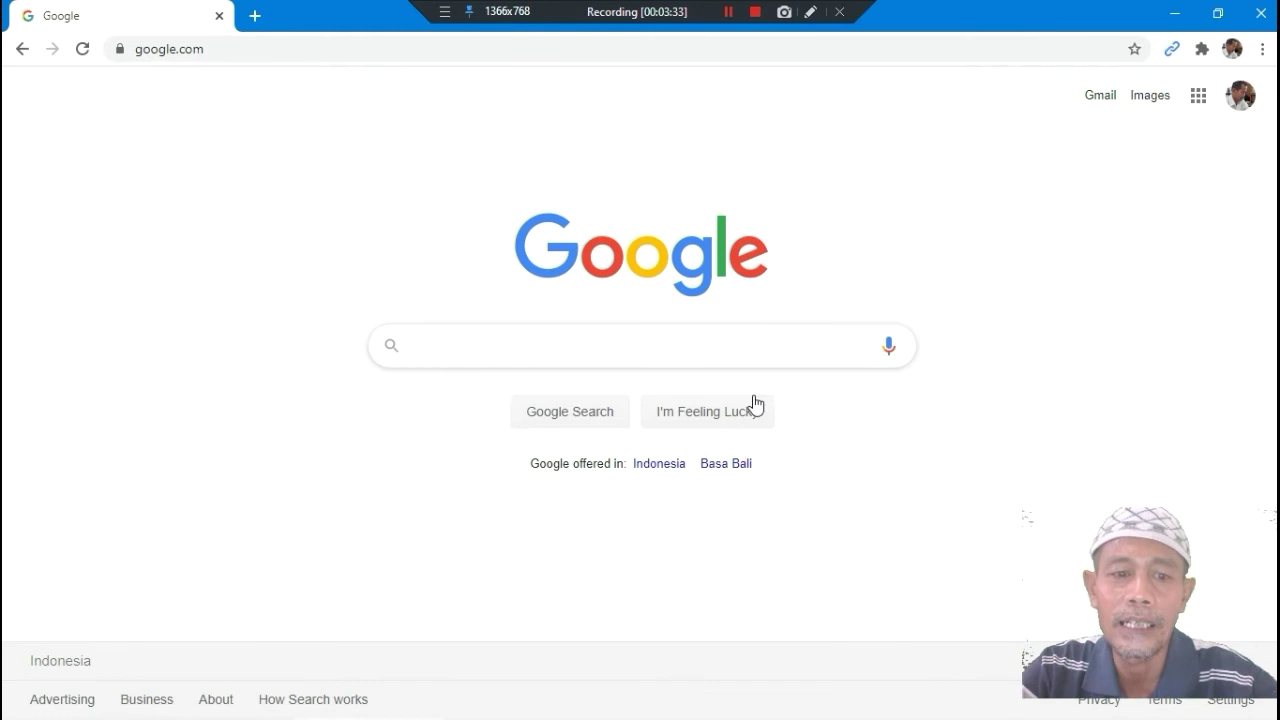 Google
1366x768
Recording [00:03:33]
google.com
Gmail
Images
Google
Google Search
I'm Feeling Lucky
Google offered in: Indonesia Basa Bali
Indonesia
Advertising
Business
About
How Search works
Privacy
Terms
Settings